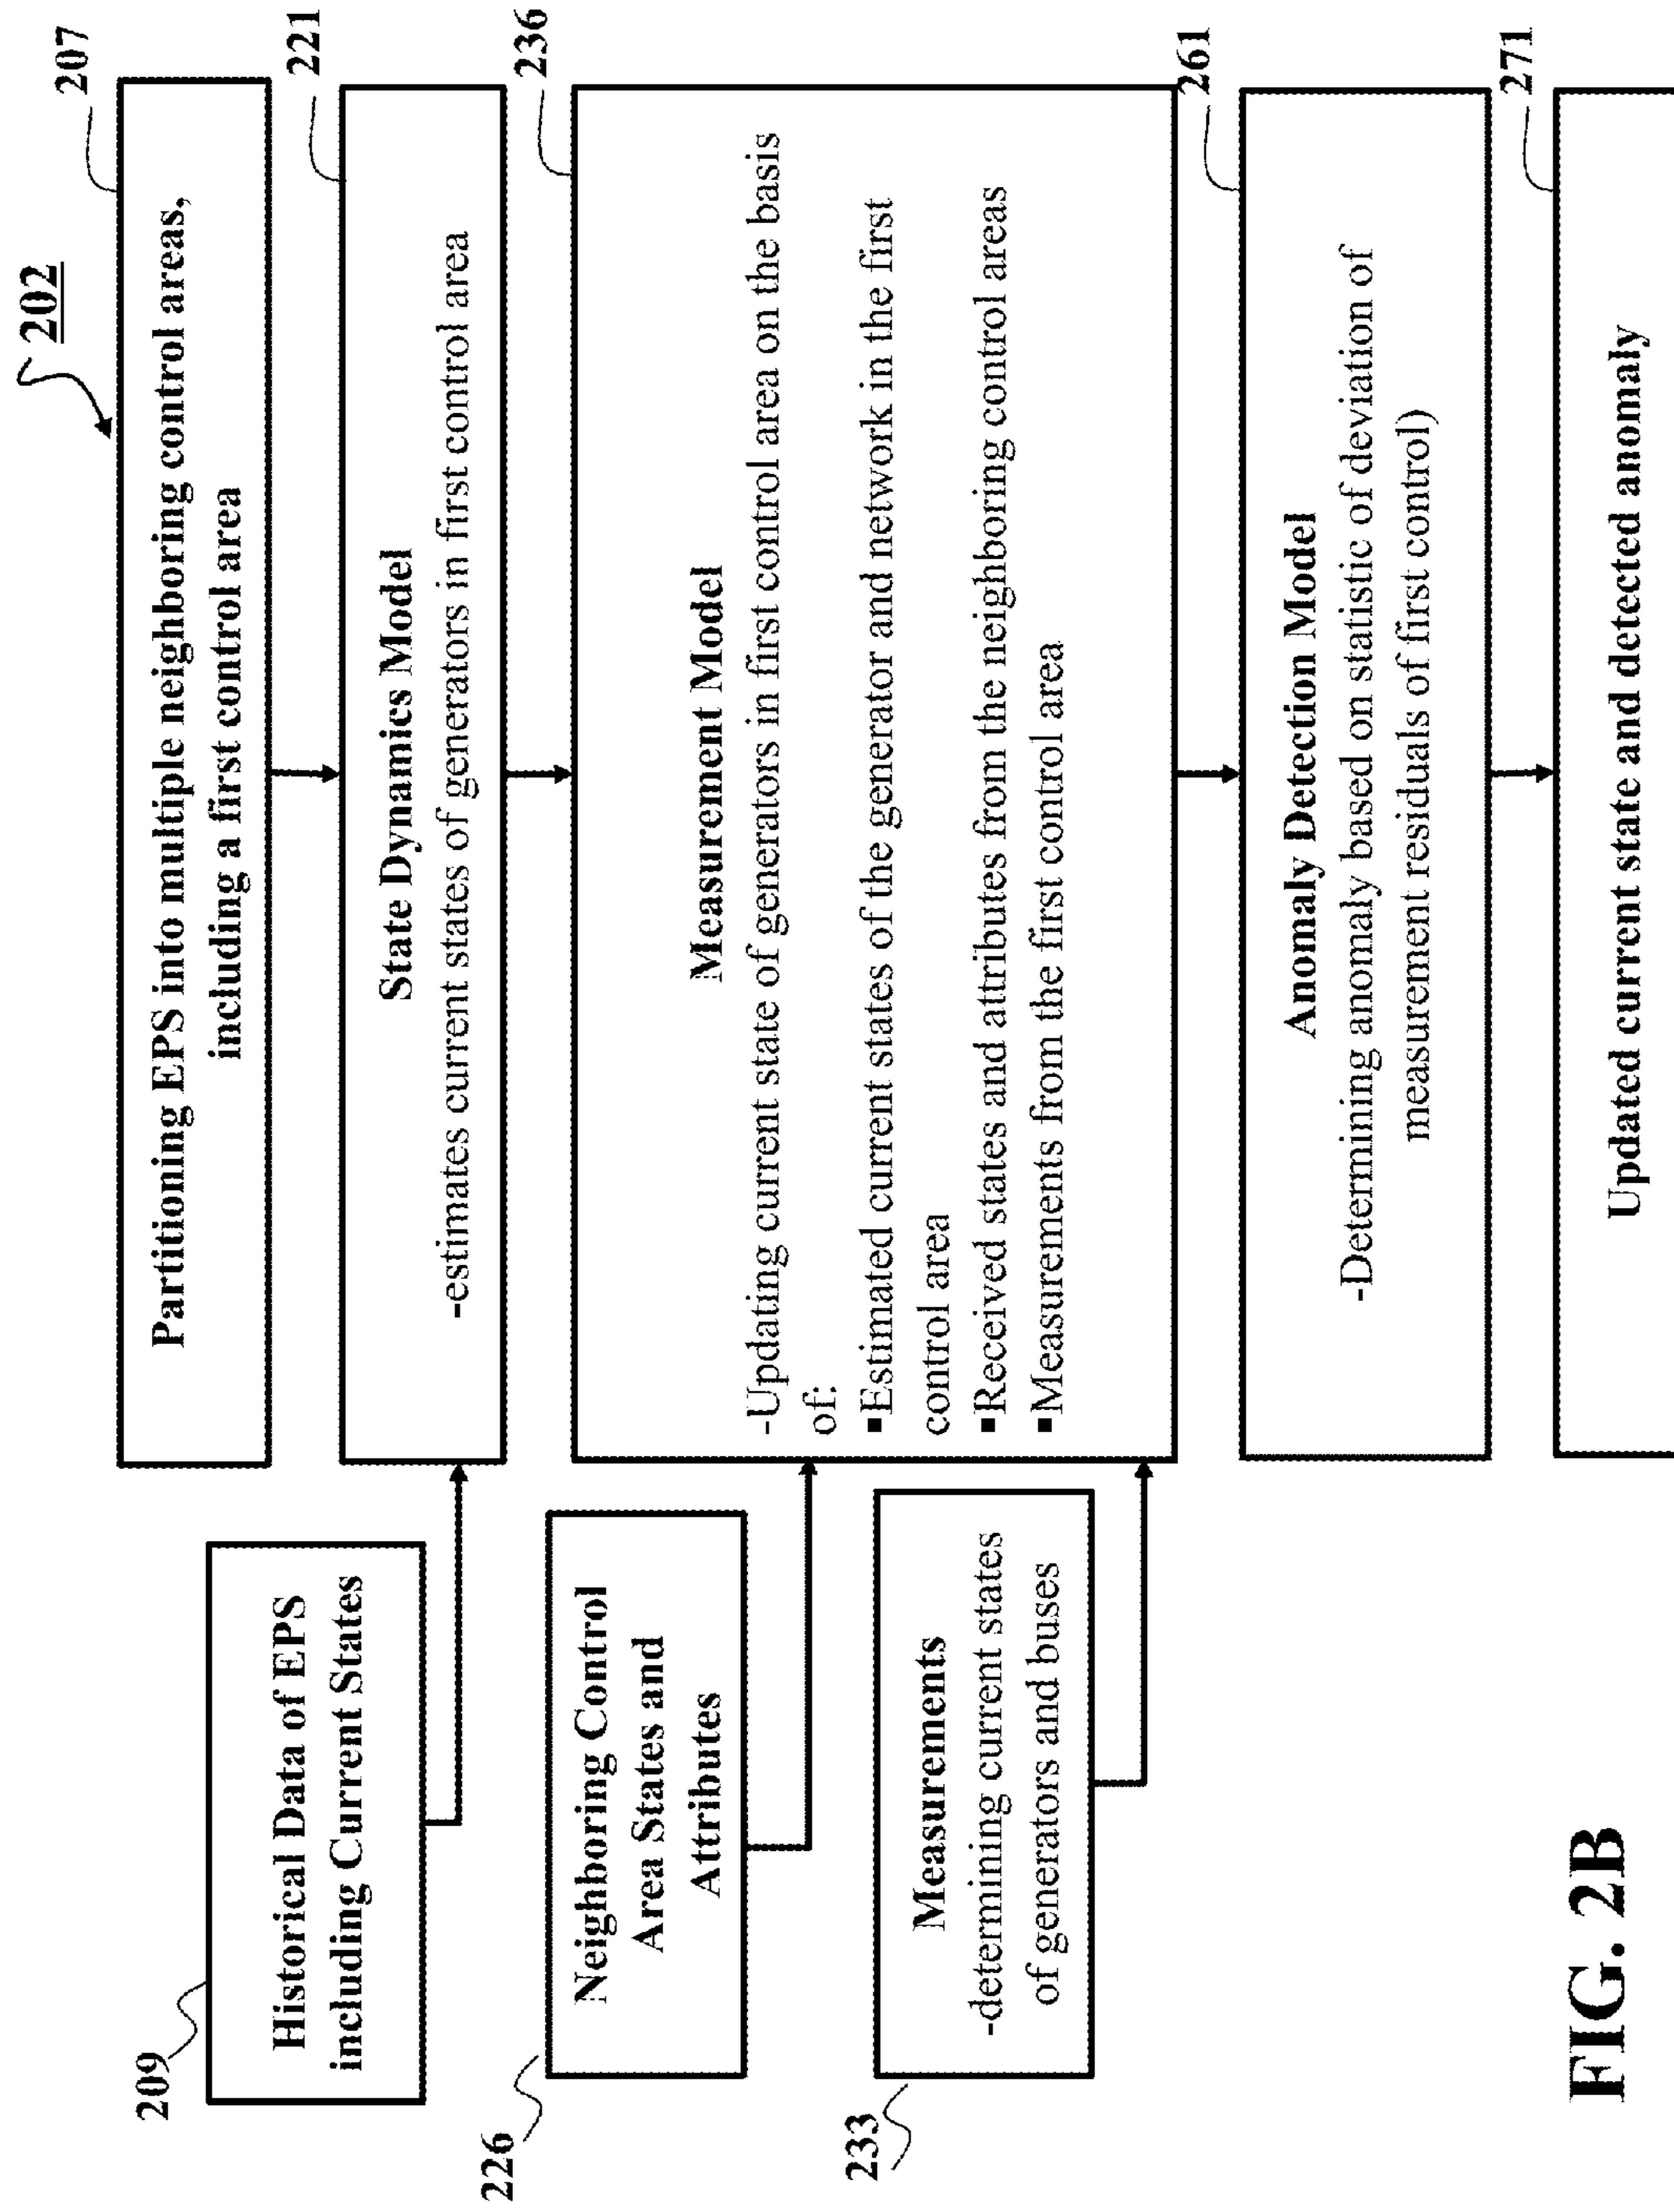 202
207
Partitioning EPS into multiple neighboring control areas,
including a first control area
209
Historical Data of EPS
including Current States
221
State Dynamics Model
-estimates current states of generators in first control area
226
Neighboring Control
Area States and
Attributes
236
Measurement Model
-Updating current state of generators in first control area on the basis
of:
▪Estimated current states of the generator and network in the first
control area
▪Received states and attributes from the neighboring control areas
▪Measurements from the first control area
233
Measurements
-determining current states
of generators and buses
261
Anomaly Detection Model
-Determining anomaly based on statistic of deviation of
measurement residuals of first control)
271
Updated current state and detected anomaly
FIG. 2B